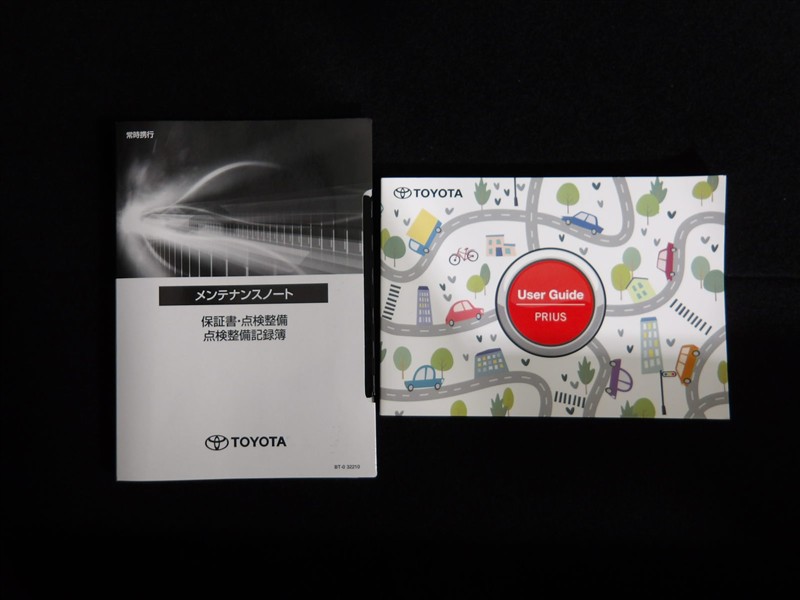 常時携行
メンテナンスノート
保証書・点検整備
点検整備記録簿
TOYOTA
TOYOTA
User Guide
PRIUS